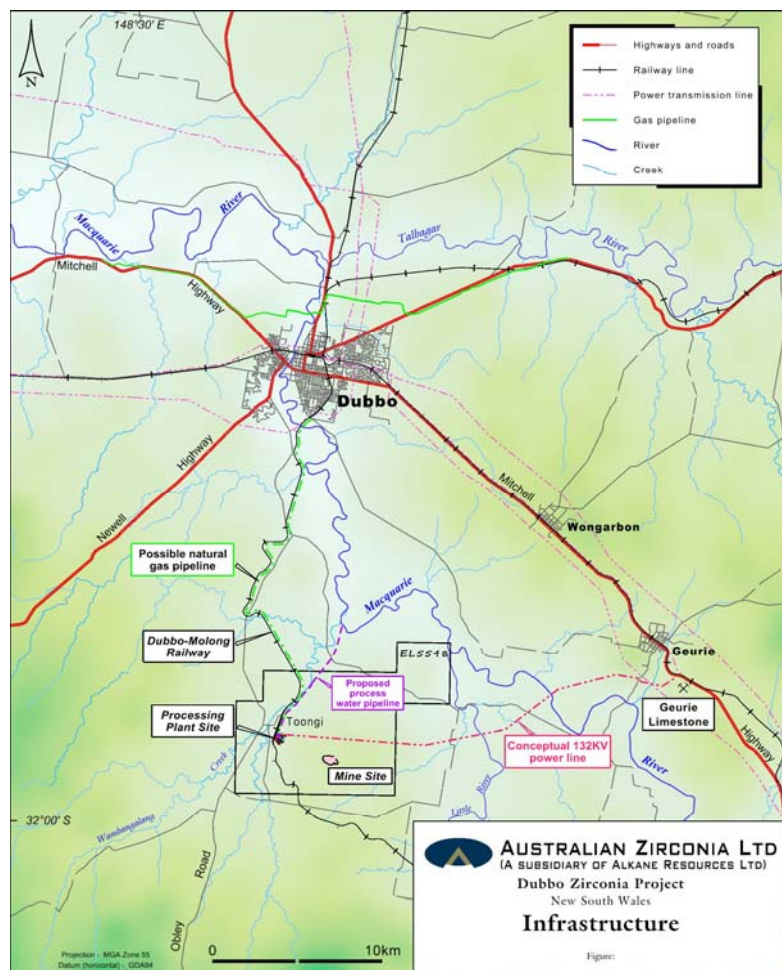 148°30' E
N
Highways and roads
Railway line
Power transmission line
Gas pipeline
River
Creek
Macquarie
River
Talbagar
River
Mitchell
Highway
Dubbo
Newell
Highway
Mitchell
Wongarbon
Possible natural
gas pipeline
Macquarie
Dubbo-Molong
Railway
EL5548
Geurie
Proposed process
water pipeline
Geurie
Limestone
Processing
Plant Site
Toongi
Highway
Conceptual 132KV
power line
Creek
Mine Site
River
River
Little
32°00' S
Wambangalang
Road
Obley
AUSTRALIAN ZIRCONIA LTD
(A SUBSIDIARY OF ALKANE RESOURCES LTD)
Dubbo Zirconia Project
New South Wales
Infrastructure
Figure:
Projection - MGA Zone 55
Datum (horizontal) - GDA94
0 10km